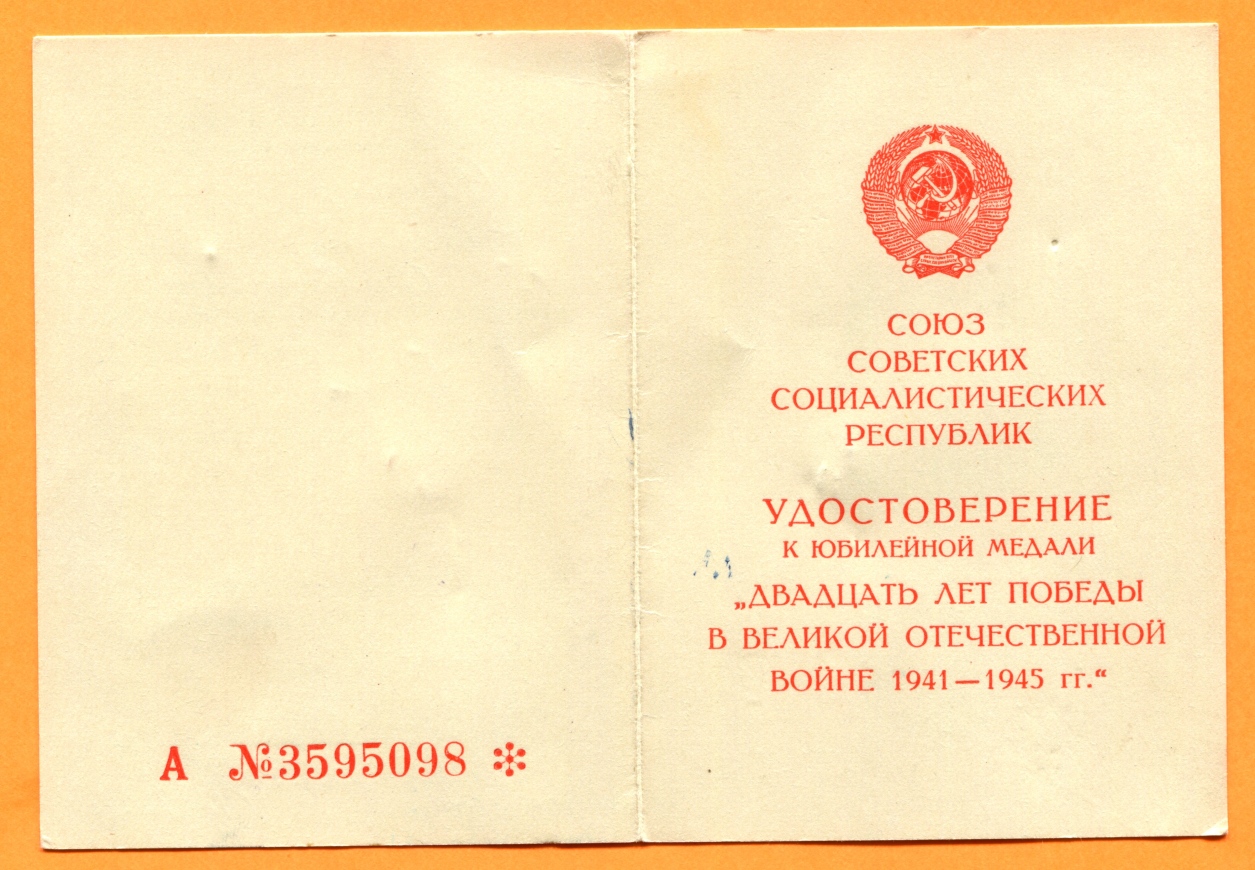 А №3595098 *
СОЮЗ
СОВЕТСКИХ
СОЦИАЛИСТИЧЕСКИХ
РЕСПУБЛИК
УДОСТОВЕРЕНИЕ
К ЮБИЛЕЙНОЙ МЕДАЛИ
„ДВАДЦАТЬ ЛЕТ ПОБЕДЫ
В ВЕЛИКОЙ ОТЕЧЕСТВЕННОЙ
ВОЙНЕ 1941—1945 гг.“